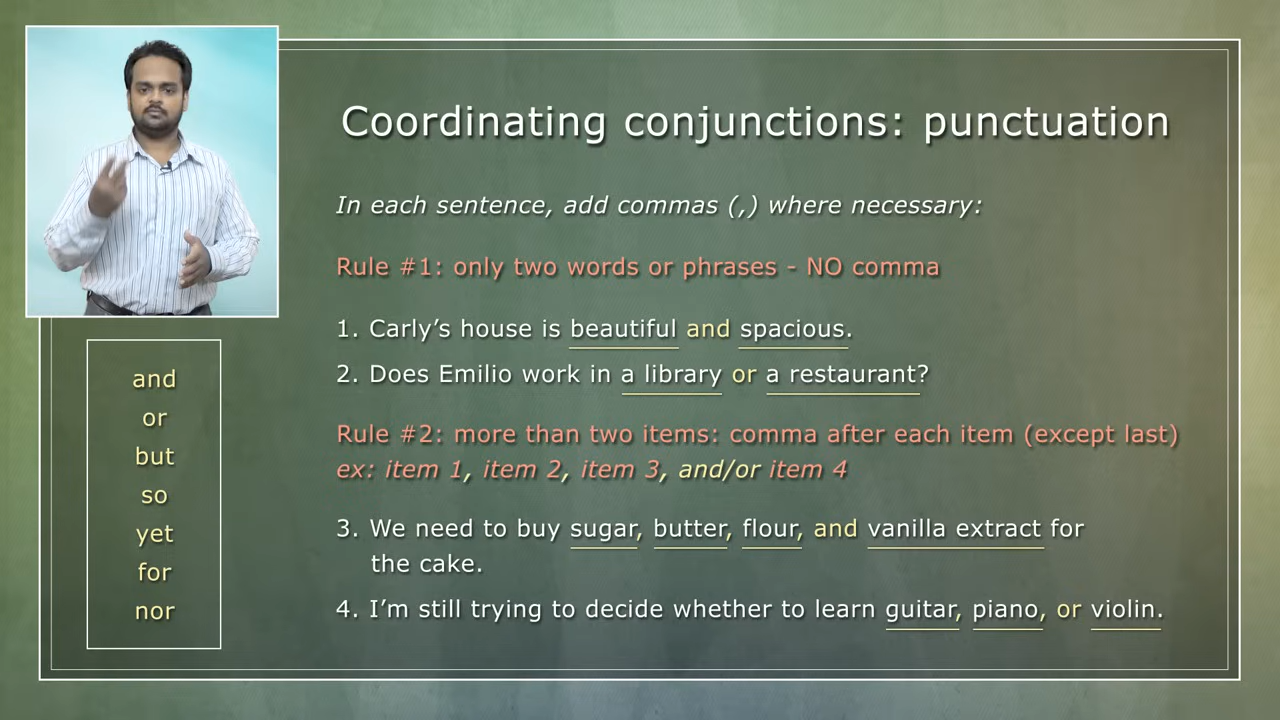 Coordinating conjunctions: punctuation
In each sentence, add commas (,) where necessary:
Rule #1: only two words or phrases - NO comma
1. Carly’s house is beautiful and spacious.
2. Does Emilio work in a library or a restaurant?
Rule #2: more than two items: comma after each item (except last)
ex: item 1, item 2, item 3, and/or item 4
3. We need to buy sugar, butter, flour, and vanilla extract for
the cake.
4. I’m still trying to decide whether to learn guitar, piano, or violin.
and
or
but
so
yet
for
nor